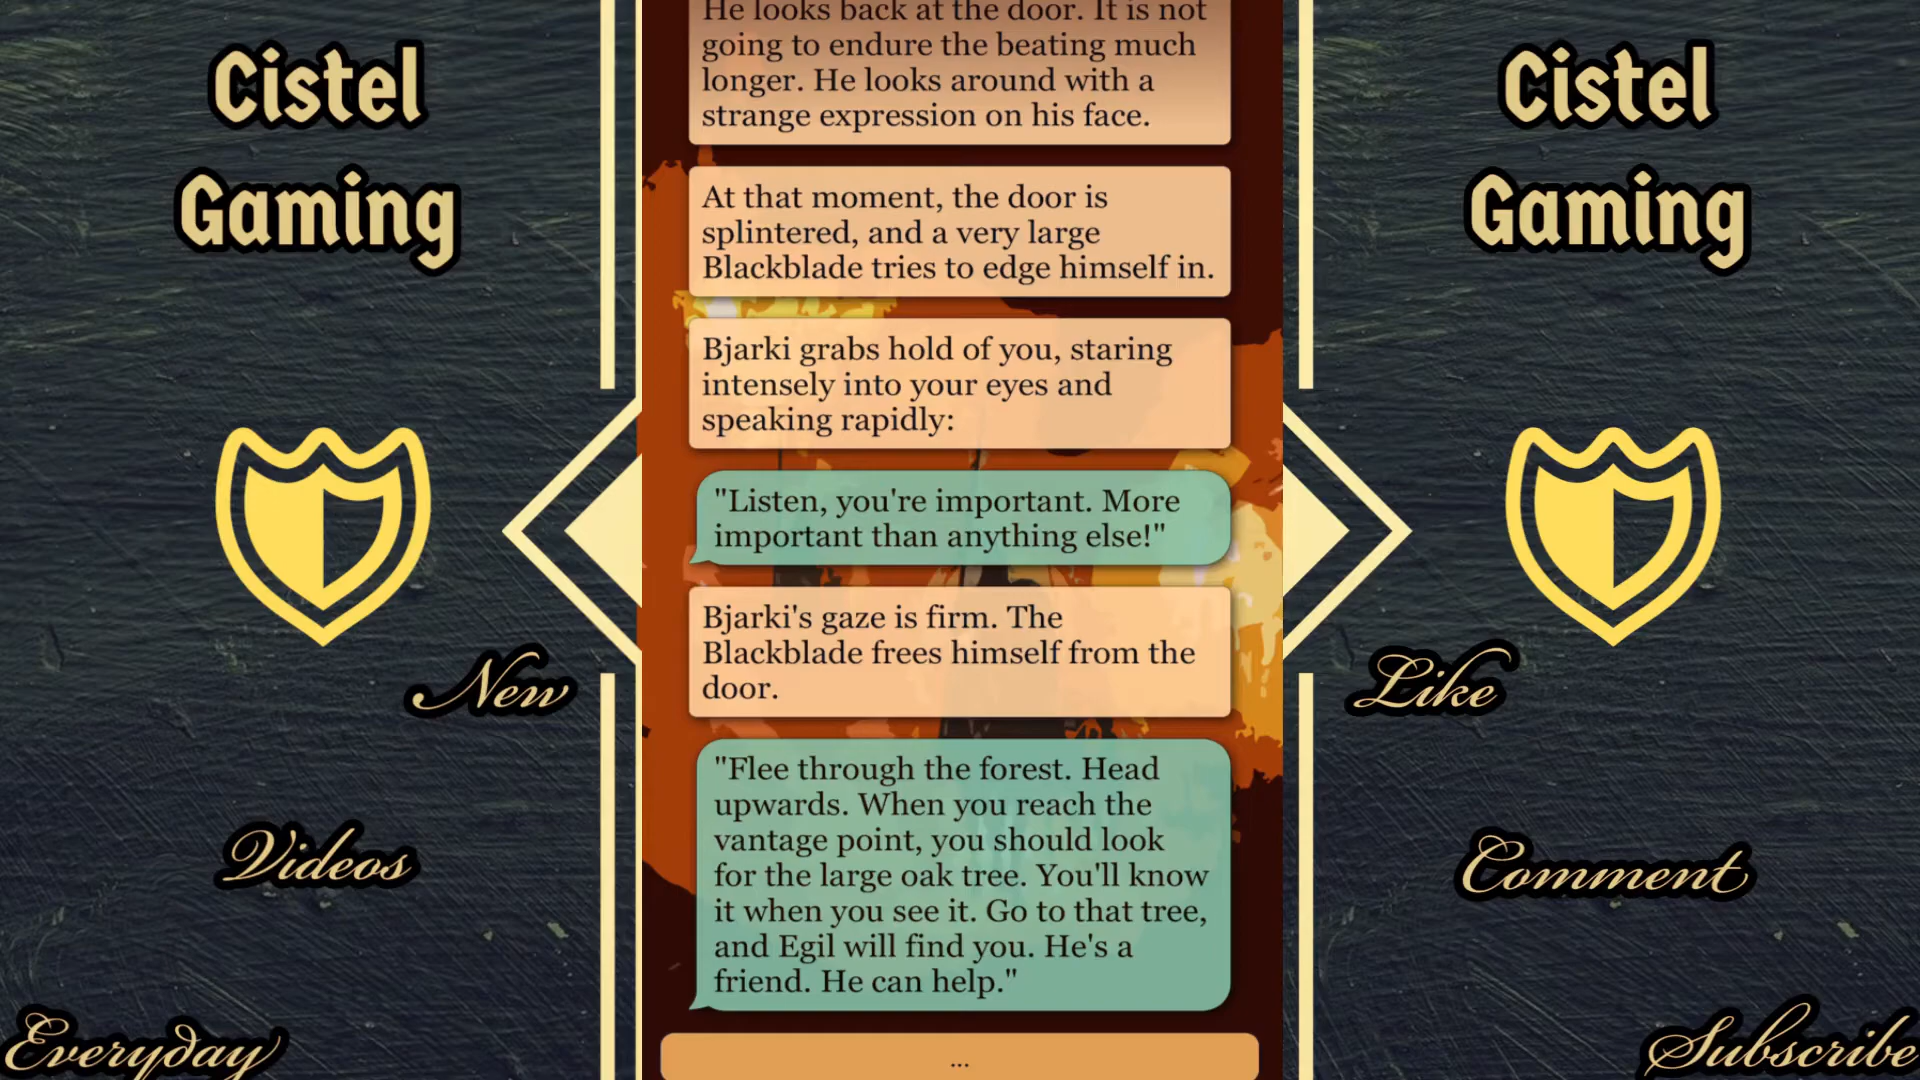 Cistel
Gaming
New
Videos
Everyday
He looks back at the door. It is not
going to endure the beating much
longer. He looks around with a
strange expression on his face.
At that moment, the door is
splintered, and a very large
Blackblade tries to edge himself in.
Bjarki grabs hold of you, staring
intensely into your eyes and
speaking rapidly:
"Listen, you're important. More
important than anything else!"
Bjarki's gaze is firm. The
Blackblade frees himself from the
door.
"Flee through the forest. Head
upwards. When you reach the
vantage point, you should look
for the large oak tree. You'll know
it when you see it. Go to that tree,
and Egil will find you. He's a
friend. He can help."
...
Cistel
Gaming
Like
Comment
Subscribe